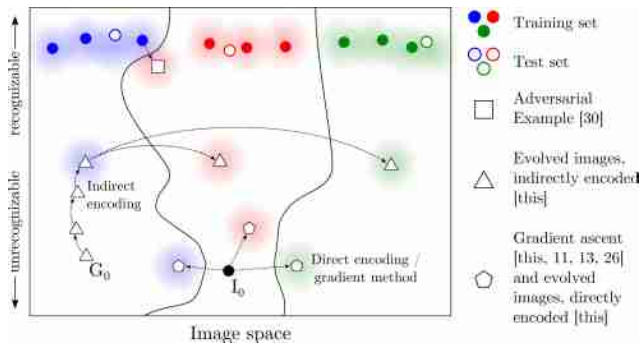 recognizable
unrecognizable
Indirect
encoding
G0
I0
Direct encoding /
gradient method
Image space
Training set
Test set
Adversarial
Example [30]
Evolved images,
indirectly encoded
[this]
Gradient ascent
[this, 11, 13, 26]
and evolved
images, directly
encoded [this]